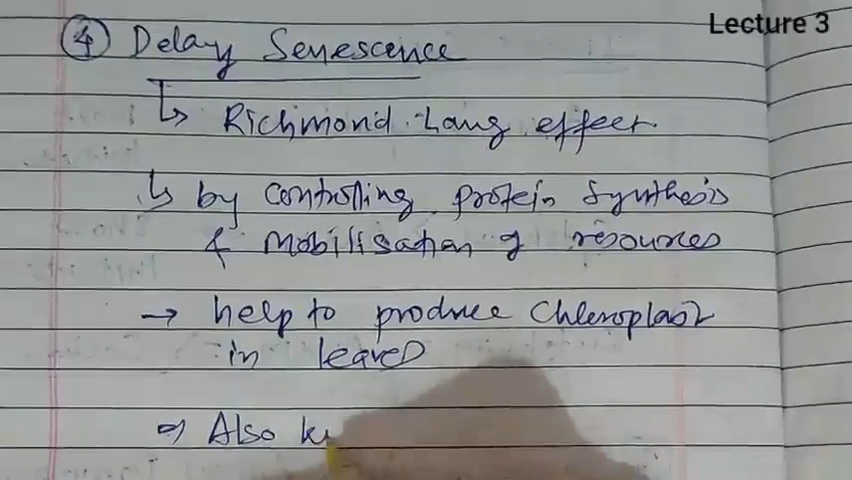 Lecture 3
④ Delay Senescence
↳ Richmond-Lang effect
↳ by controlling protein synthesis
& Mobilisation of resources
→ help to produce Chloroplast
in leaves
⇒ Also